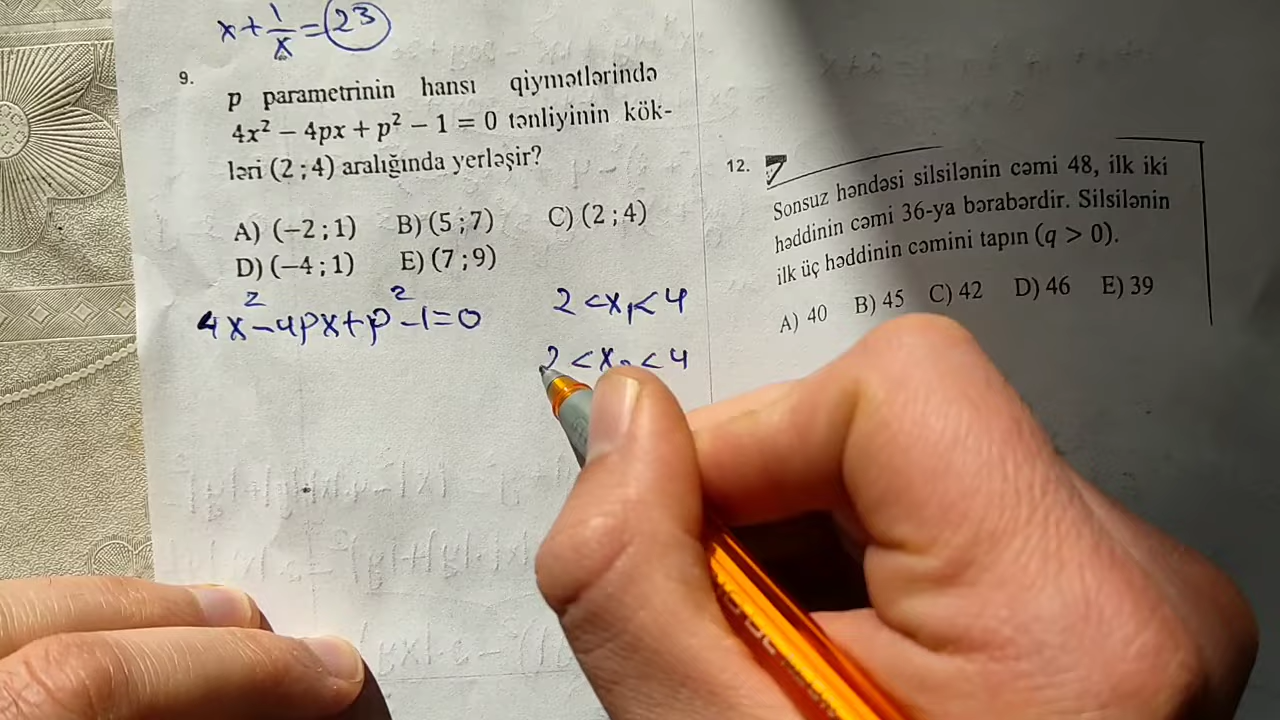 x+1/x=23
9.
p parametrinin hansı qiymətlərində
4x² − 4px + p² − 1 = 0 tənliyinin kök-
ləri (2 ; 4) aralığında yerləşir?
A) (−2 ; 1) B) (5 ; 7) C) (2 ; 4)
D) (−4 ; 1) E) (7 ; 9)
4x²−4px+p²−1=0
2<x₁<4
2<x₂<4
12.
Sonsuz həndəsi silsilənin cəmi 48, ilk iki
həddinin cəmi 36-ya bərabərdir. Silsilənin
ilk üç həddinin cəmini tapın (q > 0).
A) 40 B) 45 C) 42 D) 46 E) 39